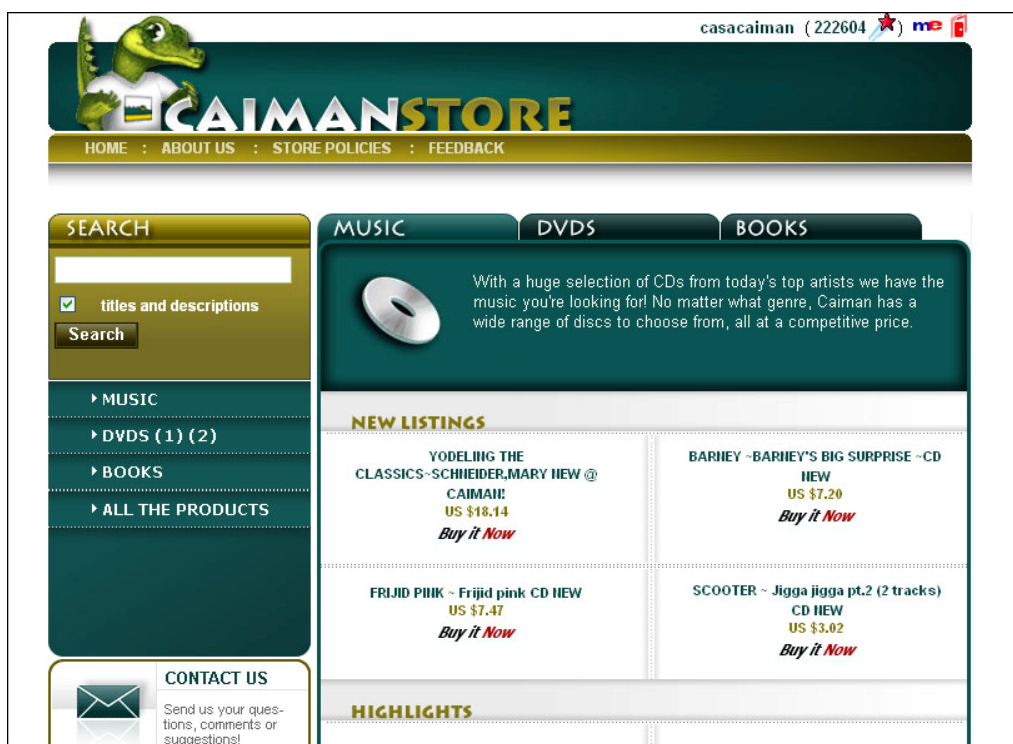 casacaiman (222604 ) me
CAIMANSTORE
HOME : ABOUT US : STORE POLICIES : FEEDBACK
SEARCH
titles and descriptions
Search
MUSIC
DVDS (1) (2)
BOOKS
ALL THE PRODUCTS
CONTACT US
Send us your ques-
tions, comments or
suggestions!
MUSIC DVDS BOOKS
With a huge selection of CDs from today's top artists we have the
music you're looking for! No matter what genre, Caiman has a
wide range of discs to choose from, all at a competitive price.
NEW LISTINGS
YODELING THE
CLASSICS~SCHNEIDER,MARY NEW @
CAIMAN!
US $18.14
Buy it Now
BARNEY ~BARNEY'S BIG SURPRISE ~CD
NEW
US $7.20
Buy it Now
FRIJID PINK ~ Frijid pink CD NEW
US $7.47
Buy it Now
SCOOTER ~ Jigga jigga pt.2 (2 tracks)
CD NEW
US $3.02
Buy it Now
HIGHLIGHTS